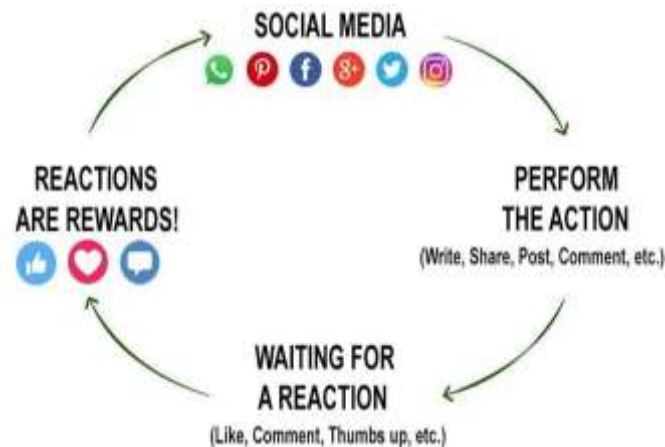 SOCIAL MEDIA
PERFORM
THE ACTION
(Write, Share, Post, Comment, etc.)
WAITING FOR
A REACTION
(Like, Comment, Thumbs up, etc.)
REACTIONS
ARE REWARDS!